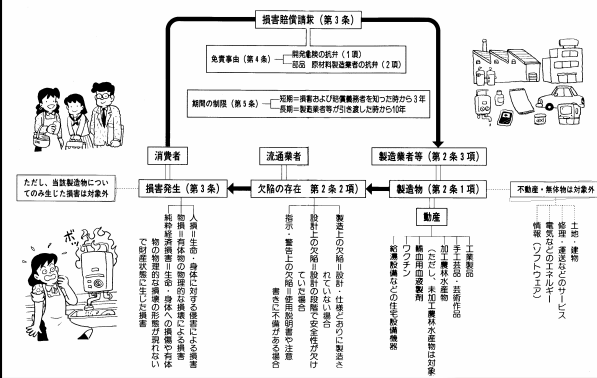 損害賠償請求（第３条）
免責事由（第４条）
開発危険の抗弁（１項）
部品　原材料製造業者の抗弁（２項）
期間の制限（第５条）
短期＝損害および賠償義務者を知った時から３年
長期＝製造業者等が引き渡した時から10年
消費者
流通業者
製造業者等（第２条３項）
ただし、当該製造物につい
てのみ生じた損害は対象外
損害発生（第３条）
欠陥の存在　第２条２項）
製造物（第２条１項）
不動産・無体物は対象外
動産
人損＝生命・身体に対する侵害による損害
物損＝有体物の物理的な損壊による損害
純粋経済損害＝生命・身体への損傷や有体
物の物理的な損壊の形態が現れない
で財産状態に生じた損害
製造上の欠陥＝設計・仕様どおりに製造さ
れていない場合
設計上の欠陥＝設計の段階で安全性が欠け
ていた場合
指示・警告上の欠陥＝使用説明書や注意
書きに不備がある場合
工業製品
手工芸品・芸術作品
加工農林水産物
（ただし、未加工農林水産物は対象
輸血用血液製剤
ワクチン
給湯設備などの住宅設備機器
土地・建物
修理・運送などのサービス
電気などのエネルギー
情報（ソフトウェア）
ボッ